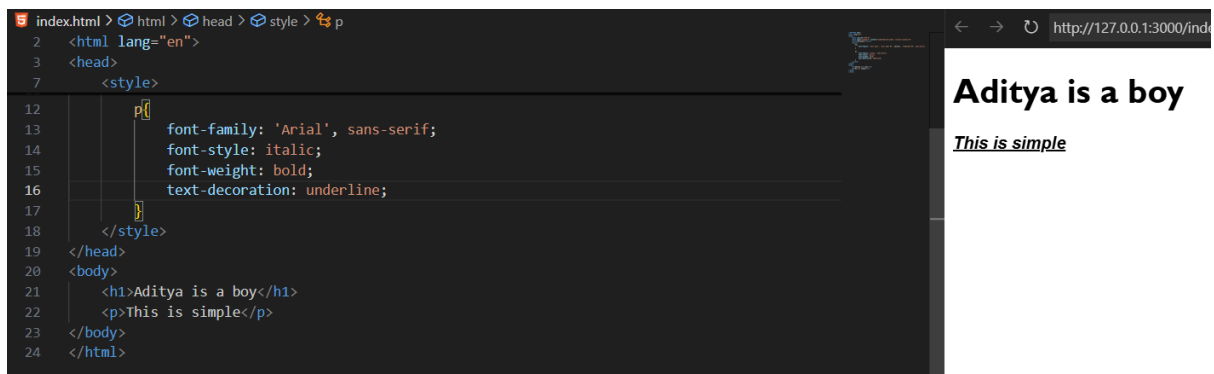 index.html > html > head > style > p
2 <html lang="en">
3 <head>
7 <style>
12 p{
13 font-family: 'Arial', sans-serif;
14 font-style: italic;
15 font-weight: bold;
16 text-decoration: underline;
17 }
18 </style>
19 </head>
20 <body>
21 <h1>Aditya is a boy</h1>
22 <p>This is simple</p>
23 </body>
24 </html>
http://127.0.0.1:3000/inde
Aditya is a boy
This is simple